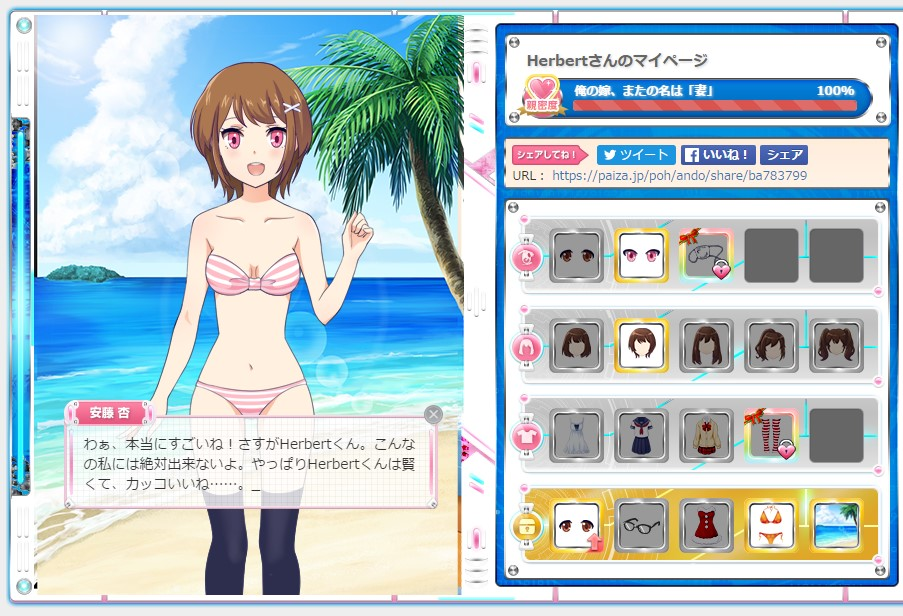 Herbertさんのマイページ
親密度
俺の嫁、またの名は「妻」 100%
シェアしてね!
ツイート
いいね!
シェア
URL : https://paiza.jp/poh/ando/share/ba783799
安藤 杏
わぁ、本当にすごいね！さすがHerbertくん。こんな
の私には絶対出来ないよ。やっぱりHerbertくんは賢
くて、カッコいいね……。_